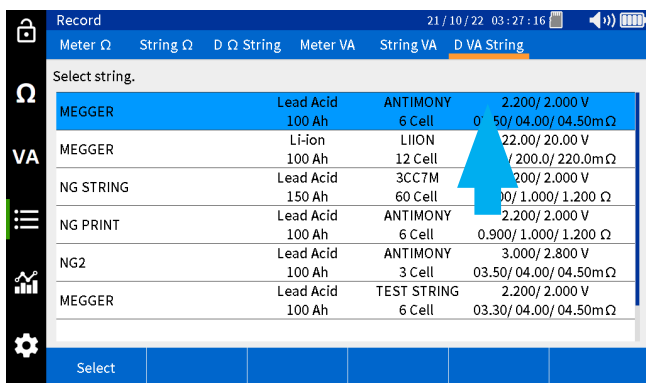 Record 21/10/22 03:27:16
Meter Ω String Ω D Ω String Meter VA String VA D VA String
Select string.
Ω
VA
MEGGER Lead Acid ANTIMONY 2.200/ 2.000 V
100 Ah 6 Cell 04.00/ 04.50mΩ
MEGGER Li-ion LIION 22.00/ 20.00 V
100 Ah 12 Cell / 200.0/ 220.0mΩ
NG STRING Lead Acid 3CC7M 2.000 V
150 Ah 60 Cell 1.000/ 1.200 Ω
NG PRINT Lead Acid ANTIMONY 2.200/ 2.000 V
100 Ah 6 Cell 0.900/ 1.000/ 1.200 Ω
NG2 Lead Acid ANTIMONY 3.000/ 2.800 V
100 Ah 3 Cell 03.50/ 04.00/ 04.50mΩ
MEGGER Lead Acid TEST STRING 2.200/ 2.000 V
100 Ah 6 Cell 03.30/ 04.00/ 04.50mΩ
Select